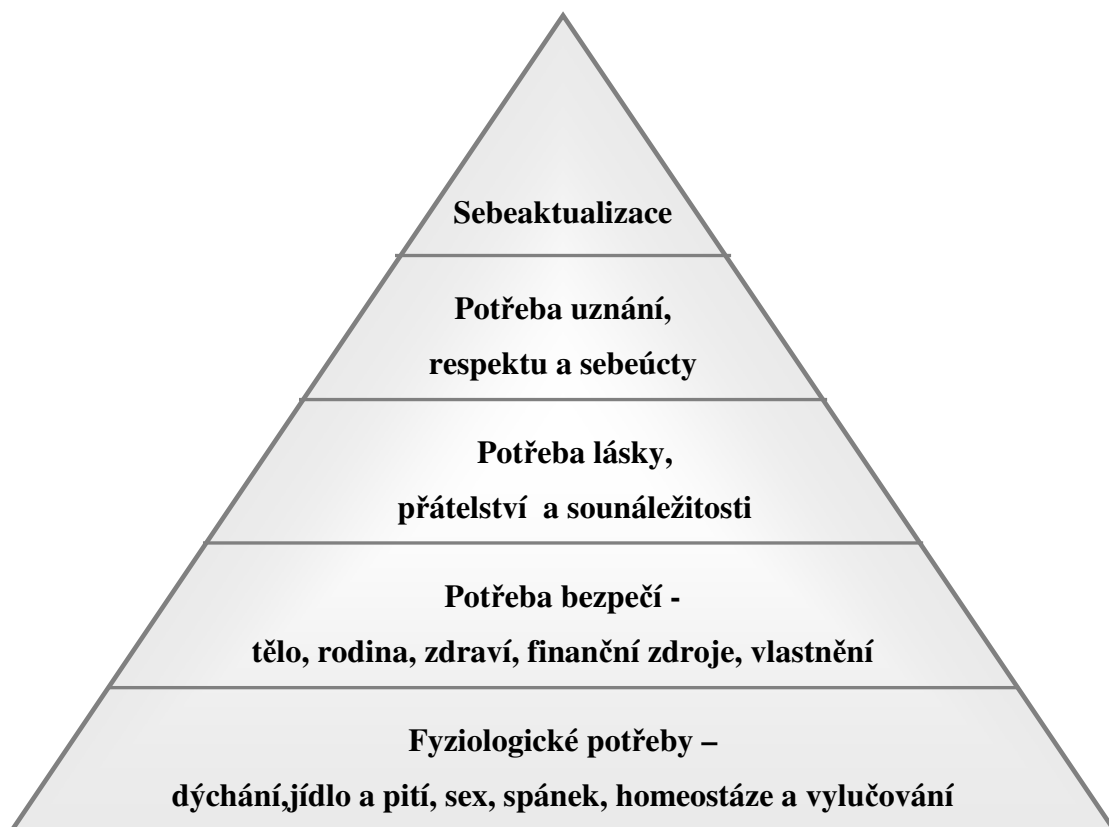 Sebeaktualizace
Potřeba uznání,
respektu a sebeúcty
Potřeba lásky,
přátelství  a sounáležitosti
Potřeba bezpečí -
tělo, rodina, zdraví, finanční zdroje, vlastnění
Fyziologické potřeby –
dýchání,jídlo a pití, sex, spánek, homeostáze a vylučování